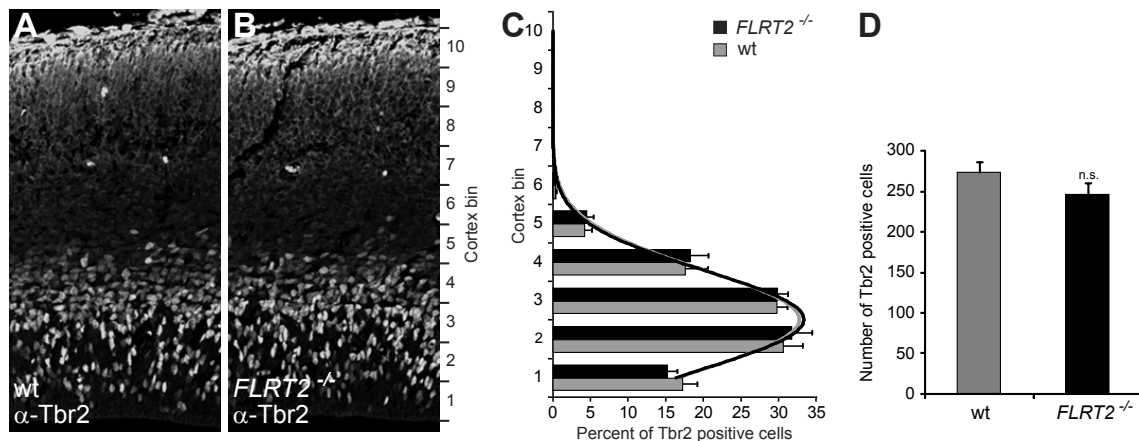 A
wt
α-Tbr2
B
FLRT2 -/-
α-Tbr2
10
9
8
7
6
5
4
3
2
1
Cortex bin
C
FLRT2 -/-
wt
10
9
8
7
6
5
4
3
2
1
Cortex bin
0 5 10 15 20 25 30 35
Percent of Tbr2 positive cells
D
300
250
200
150
100
50
0
Number of Tbr2 positive cells
n.s.
wt FLRT2 -/-